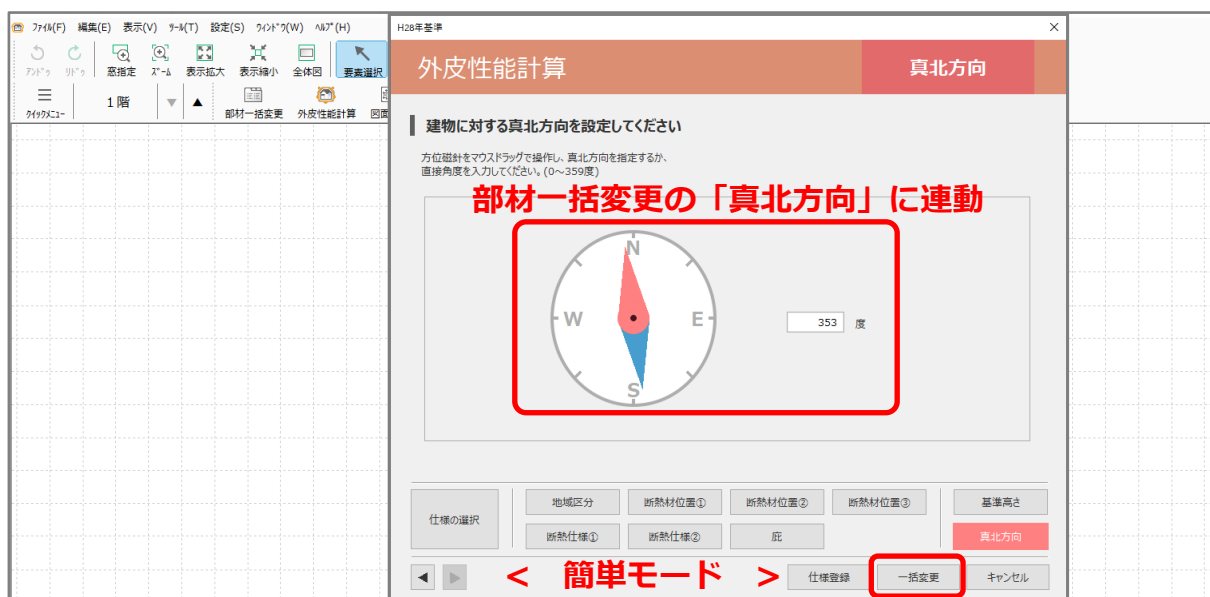 ﾌｧｲﾙ(F) 編集(E) 表示(V) ﾂｰﾙ(T) 設定(S) ｳｨﾝﾄﾞｳ(W) ﾍﾙﾌﾟ(H)
ｱﾝﾄﾞｩ ﾘﾄﾞｩ 窓指定 ｽﾞｰﾑ 表示拡大 表示縮小 全体図 要素選択
ｸｲｯｸﾒﾆｭｰ 1階 ▼ ▲ 部材一括変更 外皮性能計算 図面
H28年基準 ×
外皮性能計算 真北方向
建物に対する真北方向を設定してください
方位磁針をマウスドラッグで操作し、真北方向を指定するか、
直接角度を入力してください。(0～359度)
部材一括変更の「真北方向」に連動
N
W E 353 度
S
仕様の選択 地域区分 断熱材位置① 断熱材位置② 断熱材位置③ 基準高さ
断熱仕様① 断熱仕様② 庇 真北方向
◀ ▶ < 簡単モード > 仕様登録 一括変更 キャンセル